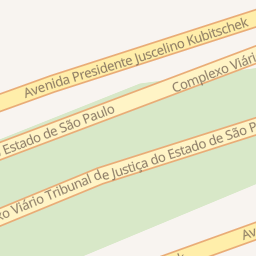 Avenida Presidente Juscelino Kubitschek
Complexo Viári
Estado de São Paulo
xo Viário Tribunal de Justiça do Estado de São P
Av